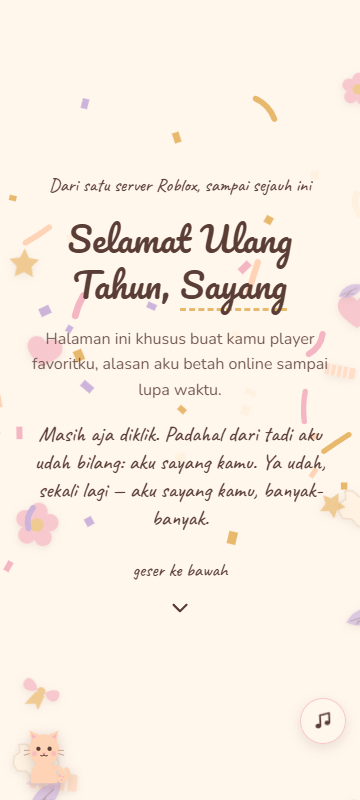 Dari satu server Roblox, sampai sejauh ini
Selamat Ulang
Tahun, Sayang
Halaman ini khusus buat kamu player
favoritku, alasan aku betah online sampai
lupa waktu.
Masih aja diklik. Padahal dari tadi aku
udah bilang: aku sayang kamu. Ya udah,
sekali lagi — aku sayang kamu, banyak-
banyak.
geser ke bawah